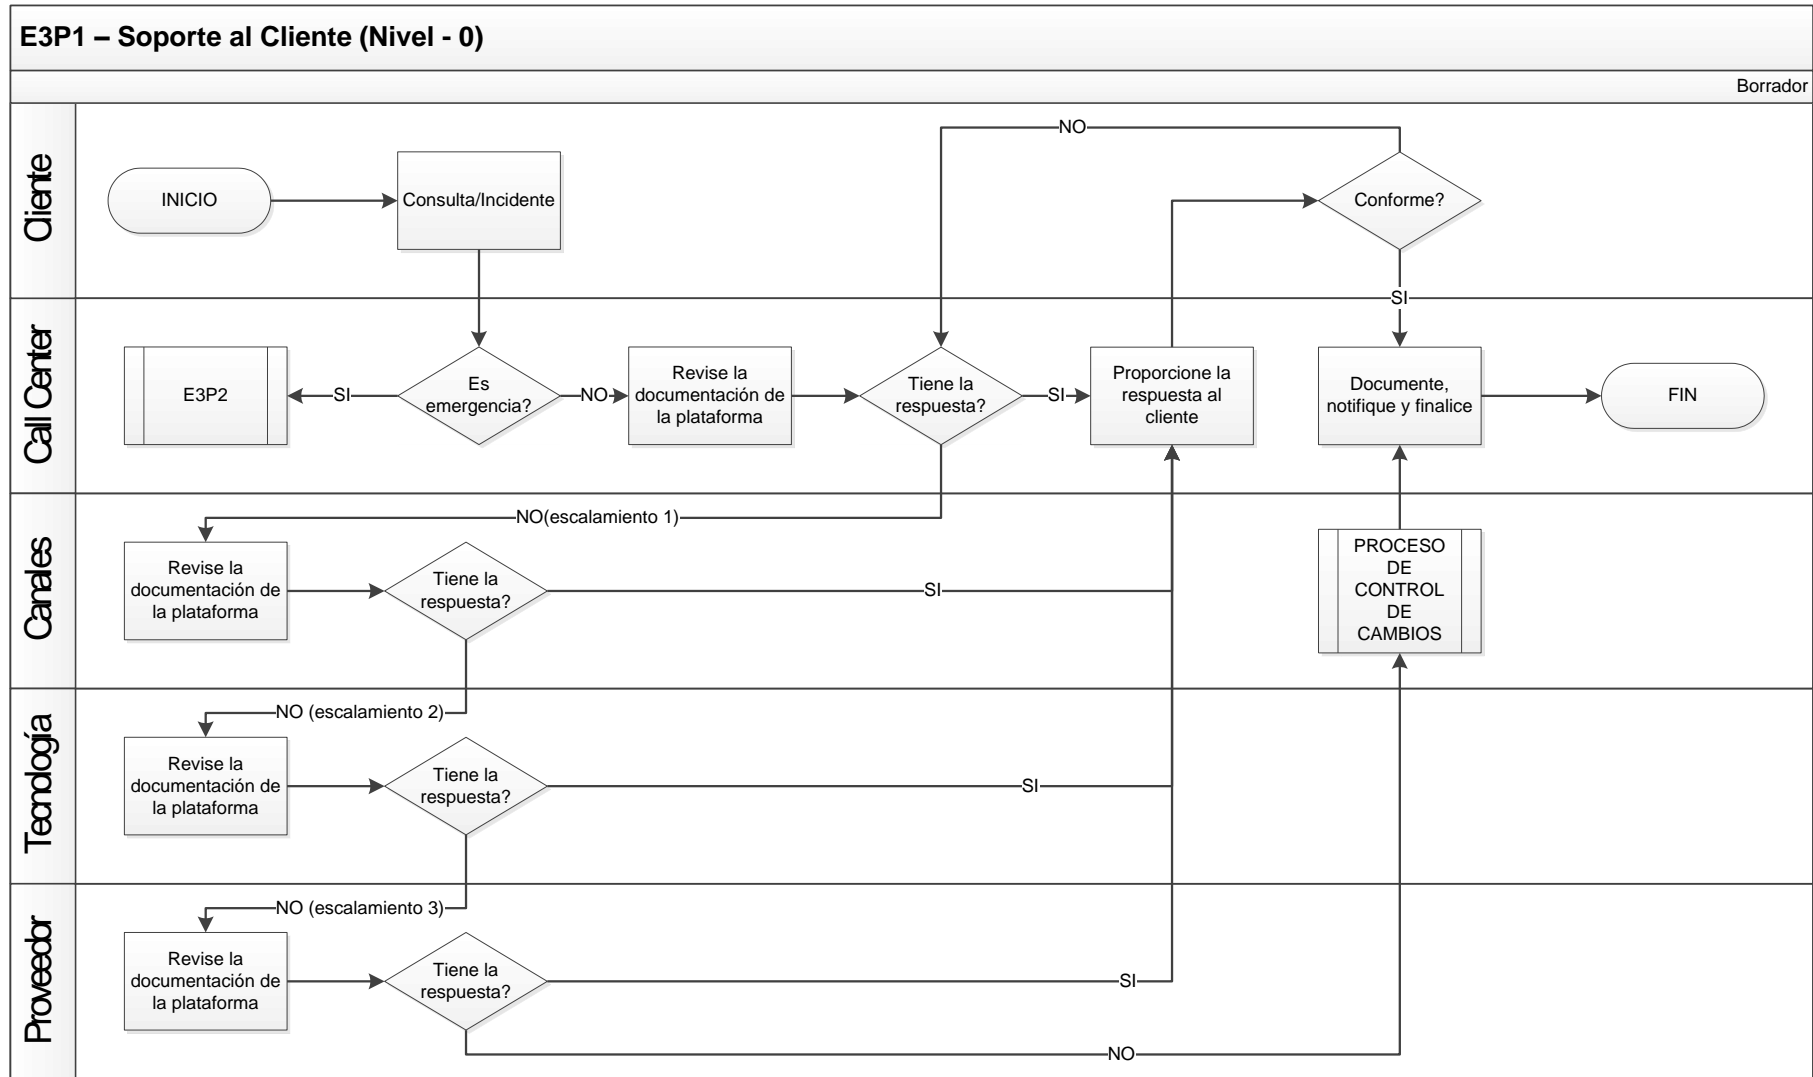 E3P1 – Soporte al Cliente (Nivel - 0)
Borrador
Cliente
INICIO
Consulta/Incidente
NO
Conforme?
SI
Call Center
E3P2
SI
Es
emergencia?
NO
Revise la
documentación de
la plataforma
Tiene la
respuesta?
SI
Proporcione la
respuesta al
cliente
Documente,
notifique y finalice
FIN
Canales
NO(escalamiento 1)
Revise la
documentación de
la plataforma
Tiene la
respuesta?
SI
PROCESO
DE
CONTROL
DE
CAMBIOS
Tecnología
NO (escalamiento 2)
Revise la
documentación de
la plataforma
Tiene la
respuesta?
SI
Proveedor
NO (escalamiento 3)
Revise la
documentación de
la plataforma
Tiene la
respuesta?
SI
NO